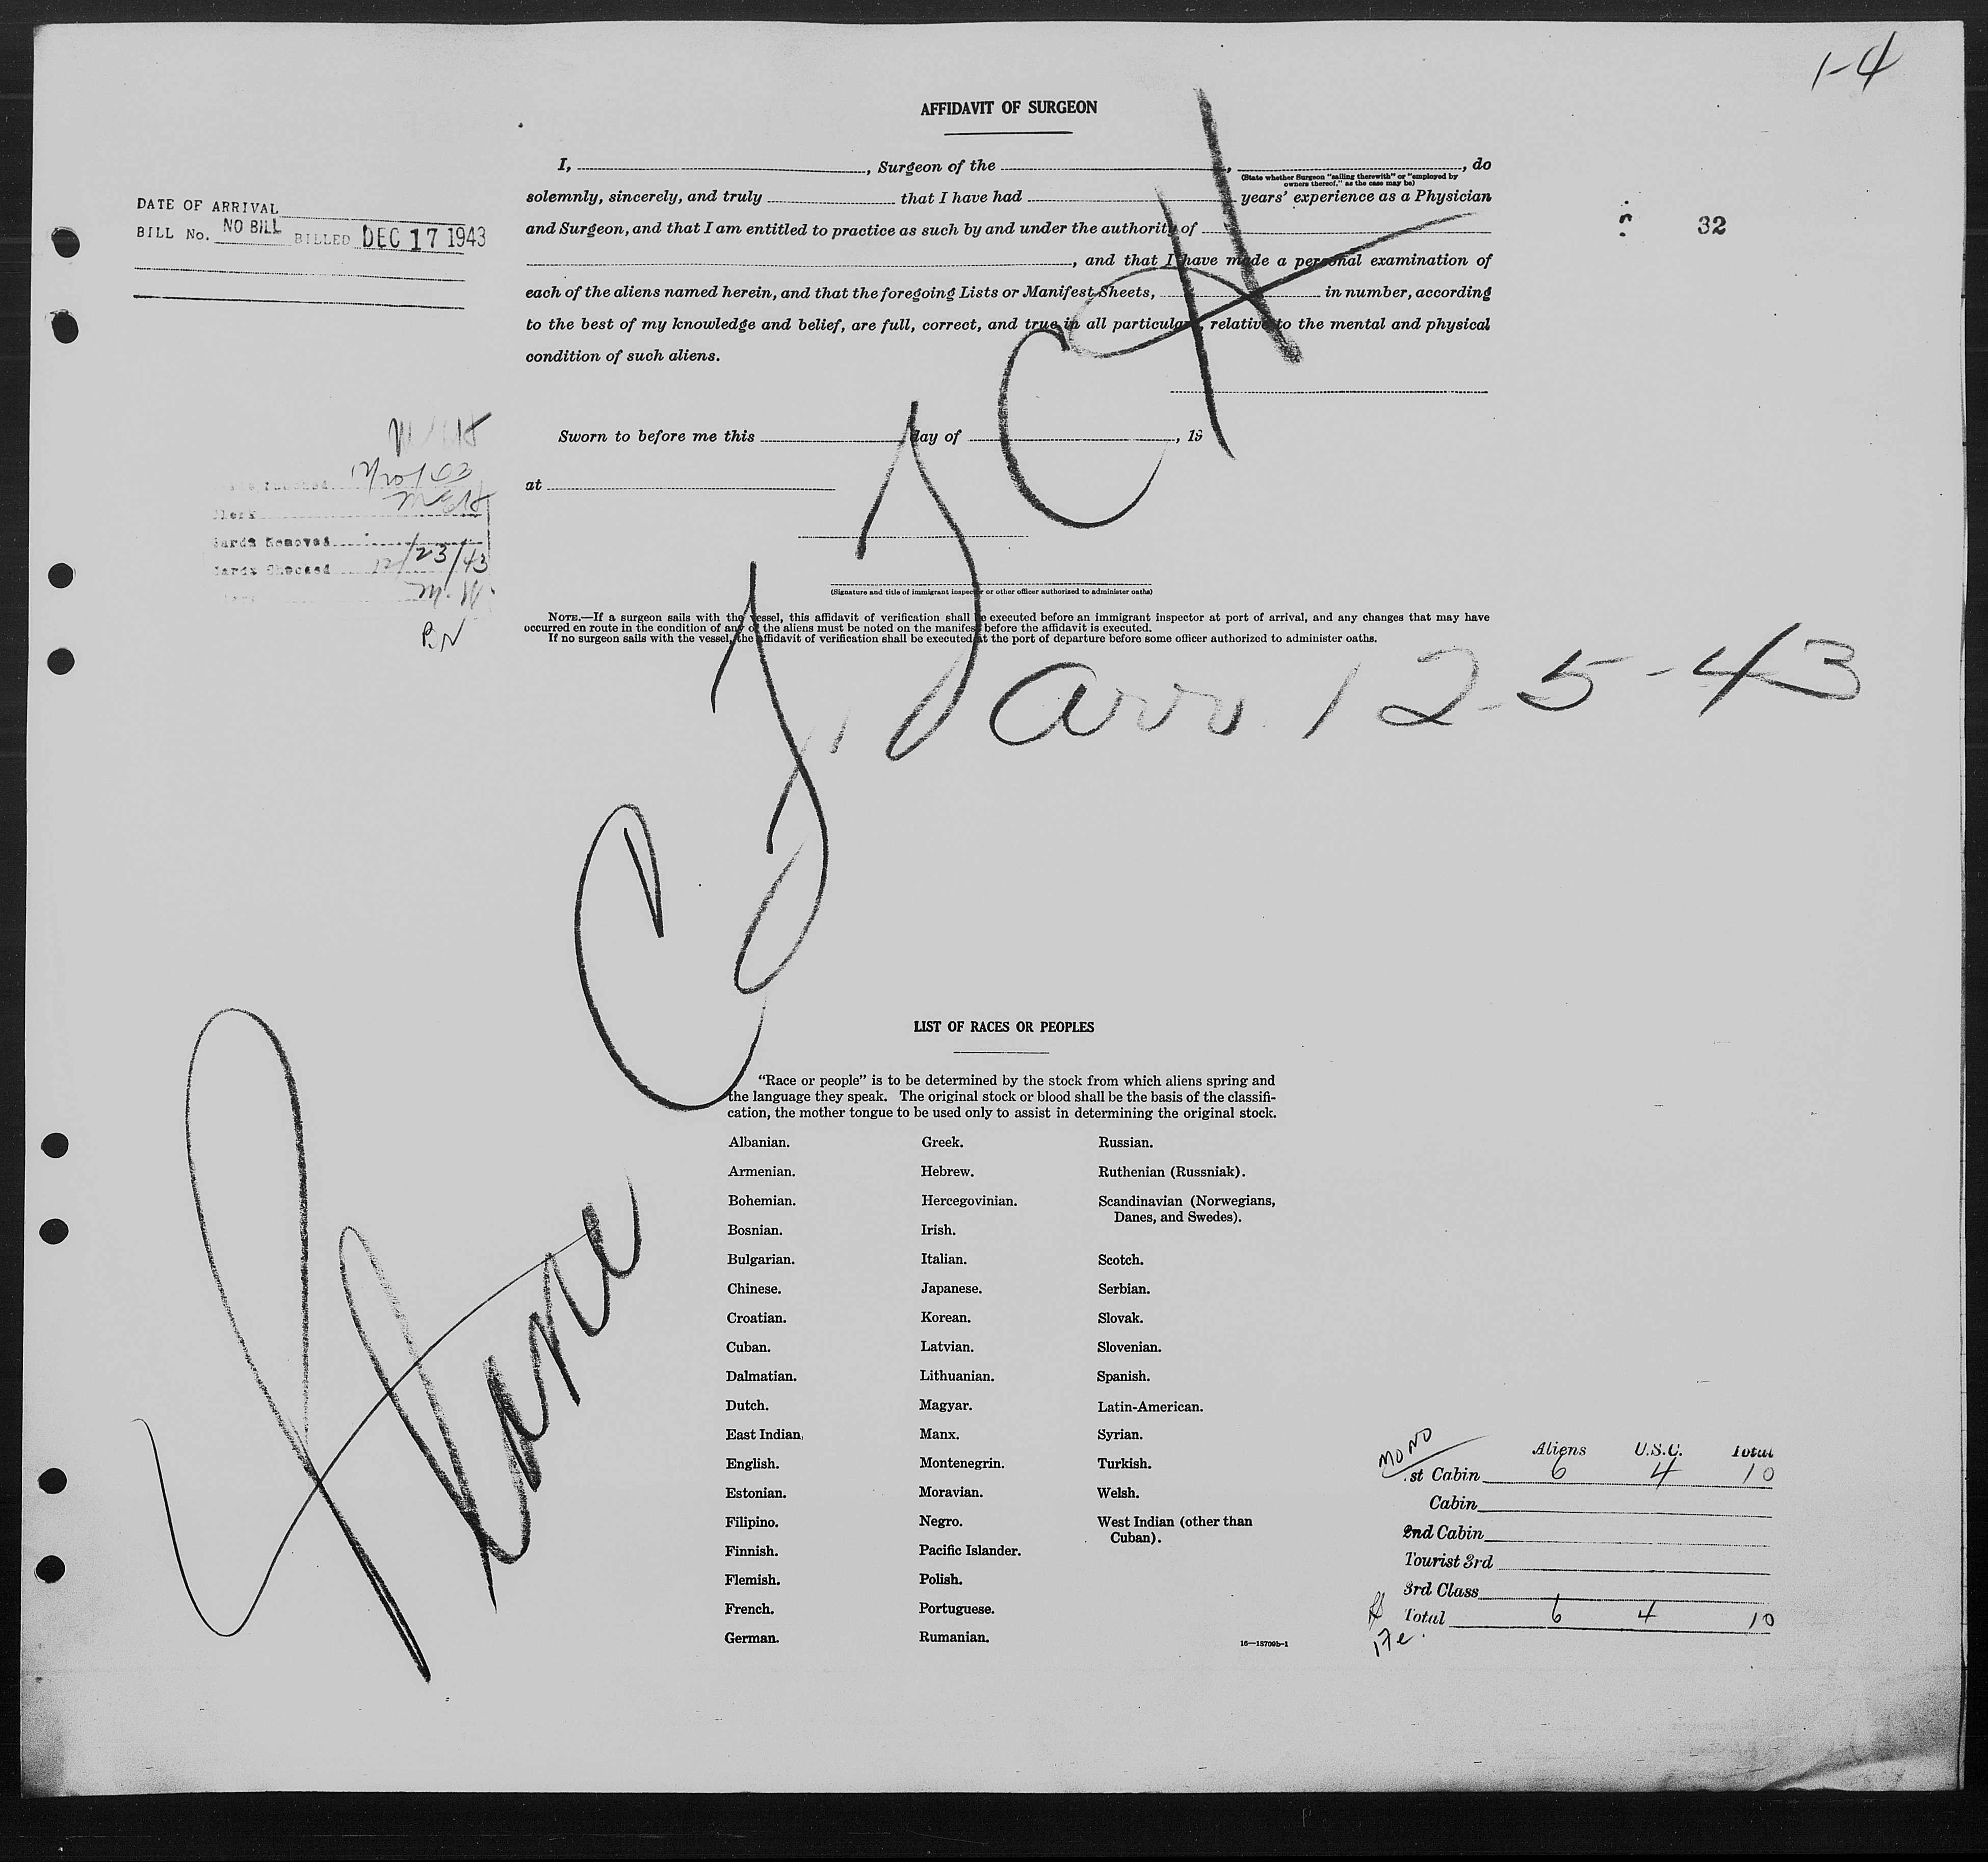 1-4
AFFIDAVIT OF SURGEON
I, , Surgeon of the , , do
(State whether Surgeon "sailing therewith" or "employed by
owners thereof," as the case may be)
solemnly, sincerely, and truly that I have had years' experience as a Physician
and Surgeon, and that I am entitled to practice as such by and under the authority of
, and that I have made a personal examination of
each of the aliens named herein, and that the foregoing Lists or Manifest Sheets, in number, according
to the best of my knowledge and belief, are full, correct, and true in all particulars, relative to the mental and physical
condition of such aliens.
Sworn to before me this day of , 19
at
(Signature and title of immigrant inspector or other officer authorized to administer oaths)
NOTE.—If a surgeon sails with the vessel, this affidavit of verification shall be executed before an immigrant inspector at port of arrival, and any changes that may have
occurred en route in the condition of any of the aliens must be noted on the manifest before the affidavit is executed.
If no surgeon sails with the vessel, the affidavit of verification shall be executed at the port of departure before some officer authorized to administer oaths.
DATE OF ARRIVAL
BILL No. NO BILL BILLED DEC 17 1943
32
12/20/43
MEH
Clerk
Cards Removed
Cards Checked 12/23/43
M.W.
P.N
Plane
arr. 12-5-43
LIST OF RACES OR PEOPLES
"Race or people" is to be determined by the stock from which aliens spring and
the language they speak. The original stock or blood shall be the basis of the classifi-
cation, the mother tongue to be used only to assist in determining the original stock.
Albanian. Greek. Russian.
Armenian. Hebrew. Ruthenian (Russniak).
Bohemian. Hercegovinian. Scandinavian (Norwegians,
Danes, and Swedes).
Bosnian. Irish.
Bulgarian. Italian. Scotch.
Chinese. Japanese. Serbian.
Croatian. Korean. Slovak.
Cuban. Latvian. Slovenian.
Dalmatian. Lithuanian. Spanish.
Dutch. Magyar. Latin-American.
East Indian. Manx. Syrian.
English. Montenegrin. Turkish.
Estonian. Moravian. Welsh.
Filipino. Negro. West Indian (other than
Cuban).
Finnish. Pacific Islander.
Flemish. Polish.
French. Portuguese.
German. Rumanian.
16—18709b-1
MONO
Aliens U.S.C. Total
st Cabin 6 4 10
Cabin
2nd Cabin
Tourist 3rd
3rd Class
Total 6 4 10